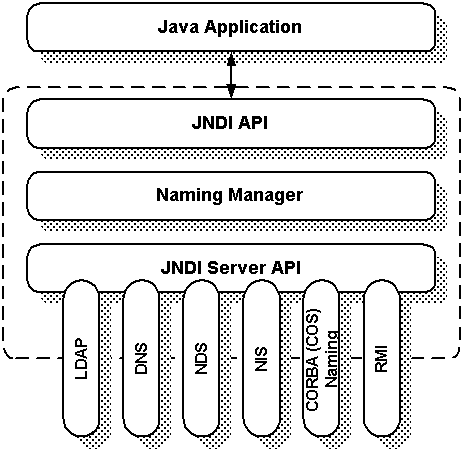 Java Application
JNDI API
Naming Manager
JNDI Server API
LDAP
DNS
NDS
NIS
CORBA (COS)
Naming
RMI